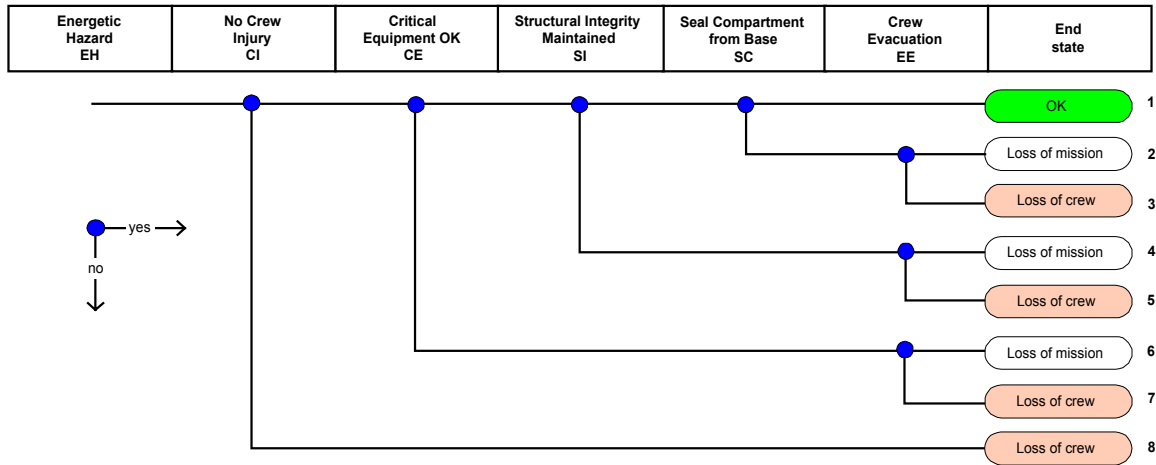 Energetic
Hazard
EH
No Crew
Injury
CI
Critical
Equipment OK
CE
Structural Integrity
Maintained
SI
Seal Compartment
from Base
SC
Crew
Evacuation
EE
End
state
OK 1
Loss of mission 2
Loss of crew 3
yes
no
Loss of mission 4
Loss of crew 5
Loss of mission 6
Loss of crew 7
Loss of crew 8